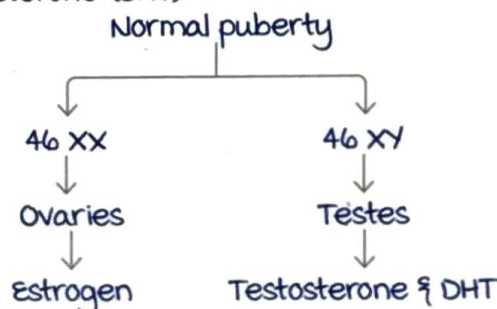 Normal puberty
46 XX 46 XY
Ovaries Testes
Estrogen Testosterone & DHT